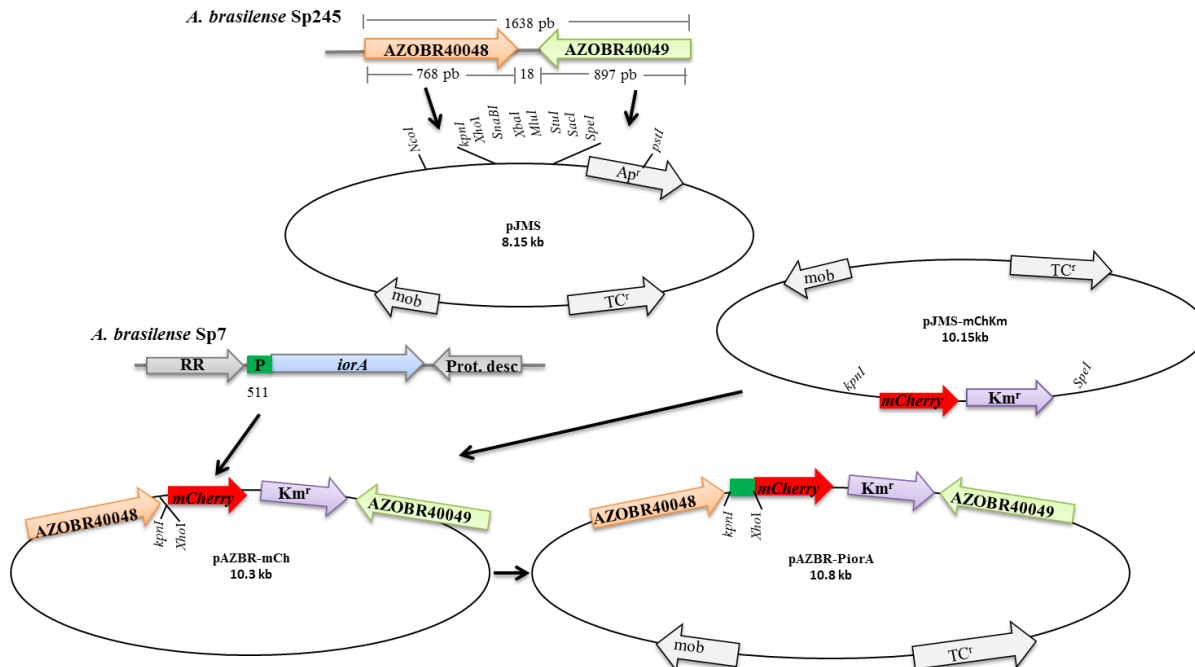 A. brasilense Sp245
1638 pb
AZOBR40048
AZOBR40049
768 pb
18
897 pb
NcoI
kpnI
XhoI
SnaBI
XbaI
MluI
StuI
SacI
SpeI
pstI
Apr
pJMS
8.15 kb
mob
TCr
mob
TCr
pJMS-mChKm
10.15kb
kpnI
SpeI
mCherry
Kmr
A. brasilense Sp7
RR
P
iorA
Prot. desc
511
AZOBR40048
mCherry
Kmr
AZOBR40049
kpnI
XhoI
pAZBR-mCh
10.3 kb
AZOBR40048
mCherry
Kmr
AZOBR40049
kpnI
XhoI
pAZBR-PiorA
10.8 kb
mob
TCr